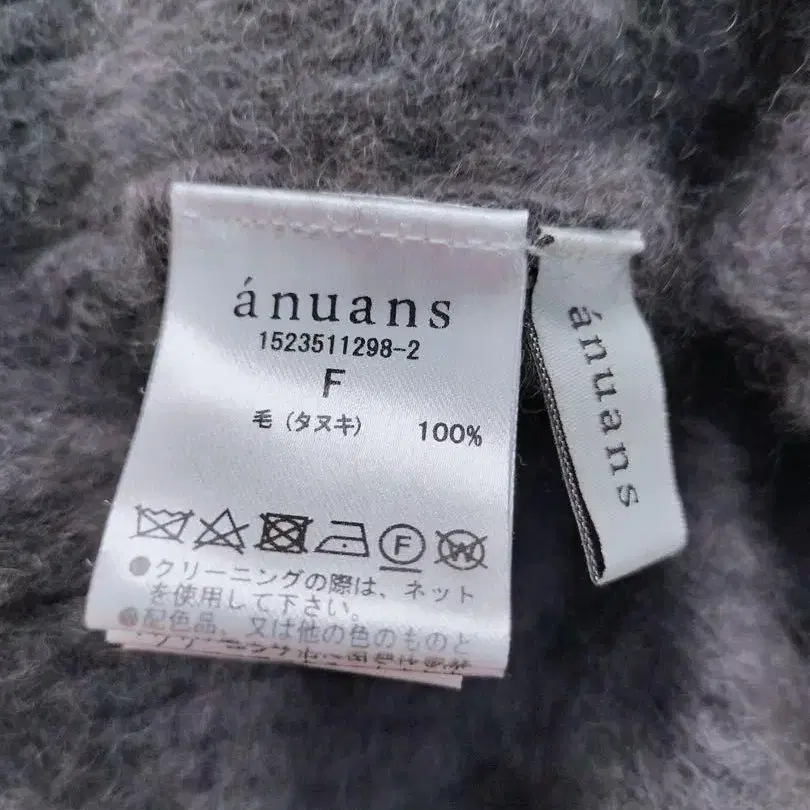 ánuans
1523511298-2
F
毛(タヌキ) 100%
F
W
●クリーニングの際は、ネット
を使用して下さい。
●配色品、又は他の色のものと
ánuans